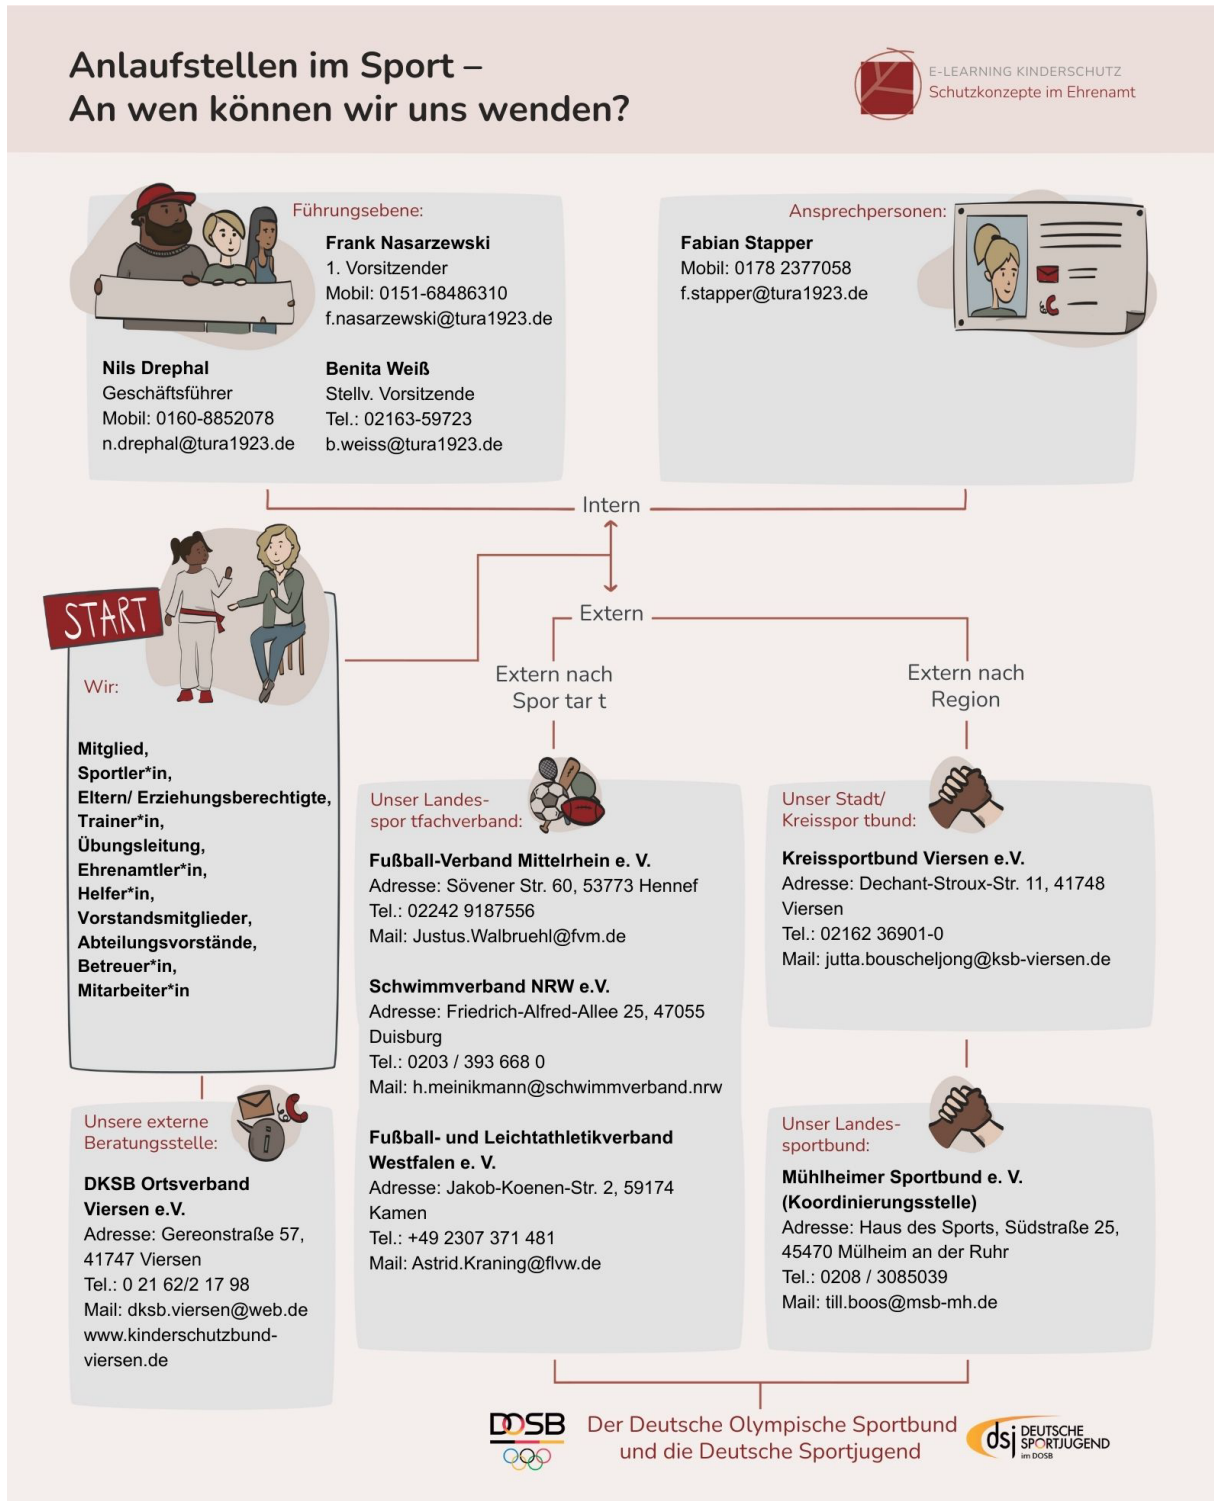 Anlaufstellen im Sport –
An wen können wir uns wenden?
E-LEARNING KINDERSCHUTZ
Schutzkonzepte im Ehrenamt
Führungsebene:
Frank Nasarzewski
1. Vorsitzender
Mobil: 0151-68486310
f.nasarzewski@tura1923.de
Nils Drephal
Geschäftsführer
Mobil: 0160-8852078
n.drephal@tura1923.de
Benita Weiß
Stellv. Vorsitzende
Tel.: 02163-59723
b.weiss@tura1923.de
Ansprechpersonen:
Fabian Stapper
Mobil: 0178 2377058
f.stapper@tura1923.de
Intern
Extern
START
Wir:
Mitglied,
Sportler*in,
Eltern/ Erziehungsberechtigte,
Trainer*in,
Übungsleitung,
Ehrenamtler*in,
Helfer*in,
Vorstandsmitglieder,
Abteilungsvorstände,
Betreuer*in,
Mitarbeiter*in
Unsere externe
Beratungsstelle:
DKSB Ortsverband
Viersen e.V.
Adresse: Gereonstraße 57,
41747 Viersen
Tel.: 0 21 62/2 17 98
Mail: dksb.viersen@web.de
www.kinderschutzbund-
viersen.de
Extern nach
Spor tar t
Unser Landes-
spor tfachverband:
Fußball-Verband Mittelrhein e. V.
Adresse: Sövener Str. 60, 53773 Hennef
Tel.: 02242 9187556
Mail: Justus.Walbruehl@fvm.de
Schwimmverband NRW e.V.
Adresse: Friedrich-Alfred-Allee 25, 47055
Duisburg
Tel.: 0203 / 393 668 0
Mail: h.meinikmann@schwimmverband.nrw
Fußball- und Leichtathletikverband
Westfalen e. V.
Adresse: Jakob-Koenen-Str. 2, 59174
Kamen
Tel.: +49 2307 371 481
Mail: Astrid.Kraning@flvw.de
Extern nach
Region
Unser Stadt/
Kreisspor tbund:
Kreissportbund Viersen e.V.
Adresse: Dechant-Stroux-Str. 11, 41748
Viersen
Tel.: 02162 36901-0
Mail: jutta.bouscheljong@ksb-viersen.de
Unser Landes-
sportbund:
Mühlheimer Sportbund e. V.
(Koordinierungsstelle)
Adresse: Haus des Sports, Südstraße 25,
45470 Mülheim an der Ruhr
Tel.: 0208 / 3085039
Mail: till.boos@msb-mh.de
DOSB
Der Deutsche Olympische Sportbund
und die Deutsche Sportjugend
dsj DEUTSCHE
SPORTJUGEND
im DOSB